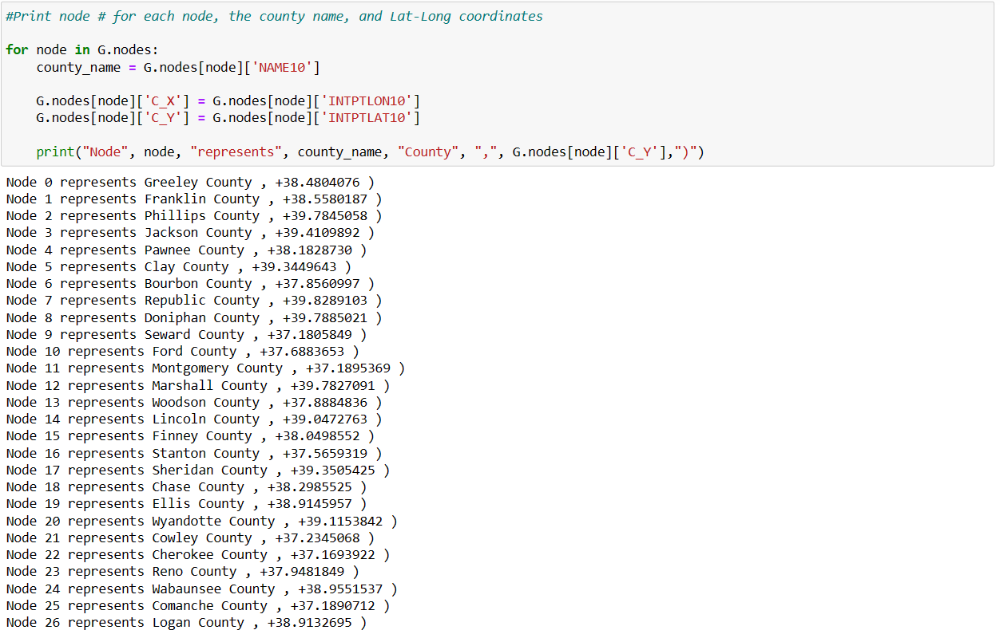 #Print node # for each node, the county name, and Lat-Long coordinates
for node in G.nodes:
    county_name = G.nodes[node]['NAME10']
    G.nodes[node]['C_X'] = G.nodes[node]['INTPTLON10']
    G.nodes[node]['C_Y'] = G.nodes[node]['INTPTLAT10']
    print("Node", node, "represents", county_name, "County", ",", G.nodes[node]['C_Y'],")")
Node 0 represents Greeley County , +38.4804076 )
Node 1 represents Franklin County , +38.5580187 )
Node 2 represents Phillips County , +39.7845058 )
Node 3 represents Jackson County , +39.4109892 )
Node 4 represents Pawnee County , +38.1828730 )
Node 5 represents Clay County , +39.3449643 )
Node 6 represents Bourbon County , +37.8560997 )
Node 7 represents Republic County , +39.8289103 )
Node 8 represents Doniphan County , +39.7885021 )
Node 9 represents Seward County , +37.1805849 )
Node 10 represents Ford County , +37.6883653 )
Node 11 represents Montgomery County , +37.1895369 )
Node 12 represents Marshall County , +39.7827091 )
Node 13 represents Woodson County , +37.8884836 )
Node 14 represents Lincoln County , +39.0472763 )
Node 15 represents Finney County , +38.0498552 )
Node 16 represents Stanton County , +37.5659319 )
Node 17 represents Sheridan County , +39.3505425 )
Node 18 represents Chase County , +38.2985525 )
Node 19 represents Ellis County , +38.9145957 )
Node 20 represents Wyandotte County , +39.1153842 )
Node 21 represents Cowley County , +37.2345068 )
Node 22 represents Cherokee County , +37.1693922 )
Node 23 represents Reno County , +37.9481849 )
Node 24 represents Wabaunsee County , +38.9551537 )
Node 25 represents Comanche County , +37.1890712 )
Node 26 represents Logan County , +38.9132695 )